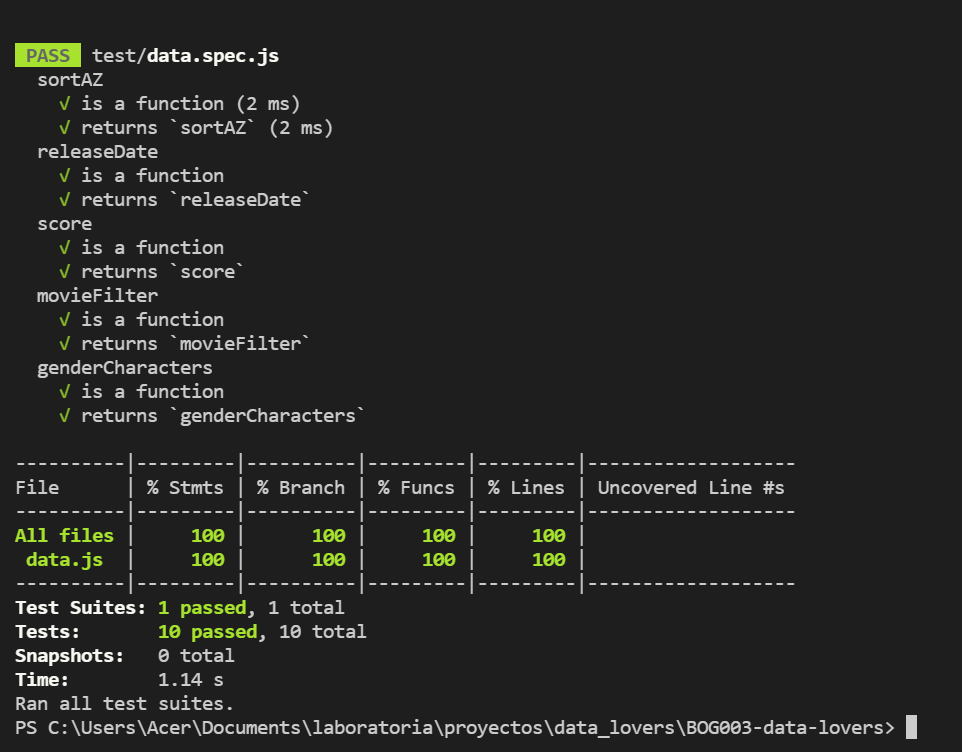 PASS test/data.spec.js
sortAZ
√ is a function (2 ms)
√ returns `sortAZ` (2 ms)
releaseDate
√ is a function
√ returns `releaseDate`
score
√ is a function
√ returns `score`
movieFilter
√ is a function
√ returns `movieFilter`
genderCharacters
√ is a function
√ returns `genderCharacters`
----------|---------|----------|---------|---------|-------------------
File      | % Stmts | % Branch | % Funcs | % Lines | Uncovered Line #s
----------|---------|----------|---------|---------|-------------------
All files |     100 |      100 |     100 |     100 |
 data.js  |     100 |      100 |     100 |     100 |
----------|---------|----------|---------|---------|-------------------
Test Suites: 1 passed, 1 total
Tests:       10 passed, 10 total
Snapshots:   0 total
Time:        1.14 s
Ran all test suites.
PS C:\Users\Acer\Documents\laboratoria\proyectos\data_lovers\BOG003-data-lovers>